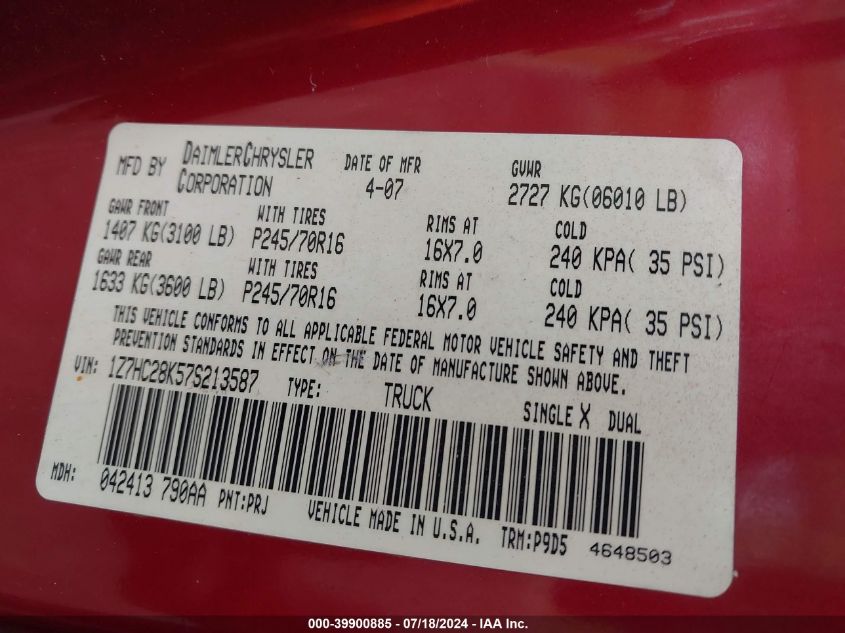 MFD BY DAIMLERCHRYSLER CORPORATION DATE OF MFR 4-07 GVWR 2727 KG(06010 LB)
GAWR FRONT WITH TIRES RIMS AT COLD
1407 KG(3100 LB) P245/70R16 16X7.0 240 KPA( 35 PSI)
GAWR REAR WITH TIRES RIMS AT COLD
1633 KG(3600 LB) P245/70R16 16X7.0 240 KPA( 35 PSI)
THIS VEHICLE CONFORMS TO ALL APPLICABLE FEDERAL MOTOR VEHICLE SAFETY AND THEFT
PREVENTION STANDARDS IN EFFECT ON THE DATE OF MANUFACTURE SHOWN ABOVE.
VIN: 1Z7HC28K57S213587 TYPE: TRUCK SINGLE X DUAL
MDH: 042413 790AA PNT:PRJ VEHICLE MADE IN U.S.A. TRM:P9D5 4648503
000-39900885 - 07/18/2024 - IAA Inc.